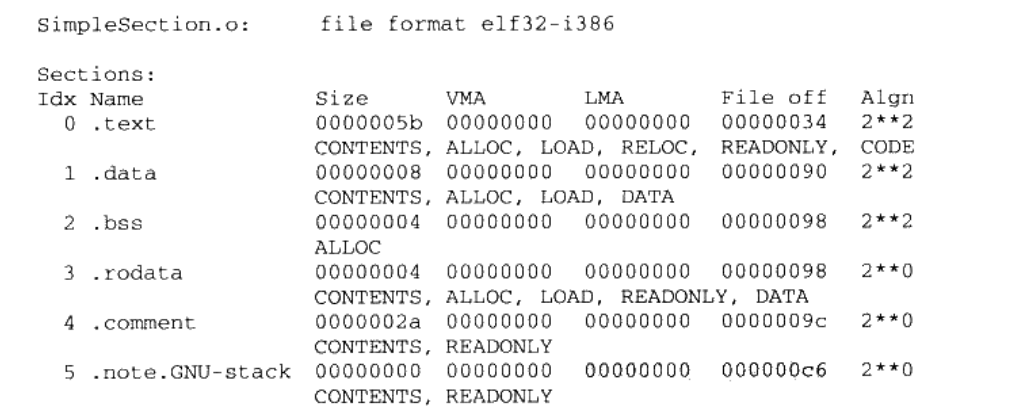 SimpleSection.o:     file format elf32-i386
Sections:
Idx Name          Size      VMA       LMA       File off  Algn
  0 .text         0000005b  00000000  00000000  00000034  2**2
                  CONTENTS, ALLOC, LOAD, RELOC, READONLY, CODE
  1 .data         00000008  00000000  00000000  00000090  2**2
                  CONTENTS, ALLOC, LOAD, DATA
  2 .bss          00000004  00000000  00000000  00000098  2**2
                  ALLOC
  3 .rodata       00000004  00000000  00000000  00000098  2**0
                  CONTENTS, ALLOC, LOAD, READONLY, DATA
  4 .comment      0000002a  00000000  00000000  0000009c  2**0
                  CONTENTS, READONLY
  5 .note.GNU-stack 00000000  00000000  00000000  000000c6  2**0
                  CONTENTS, READONLY